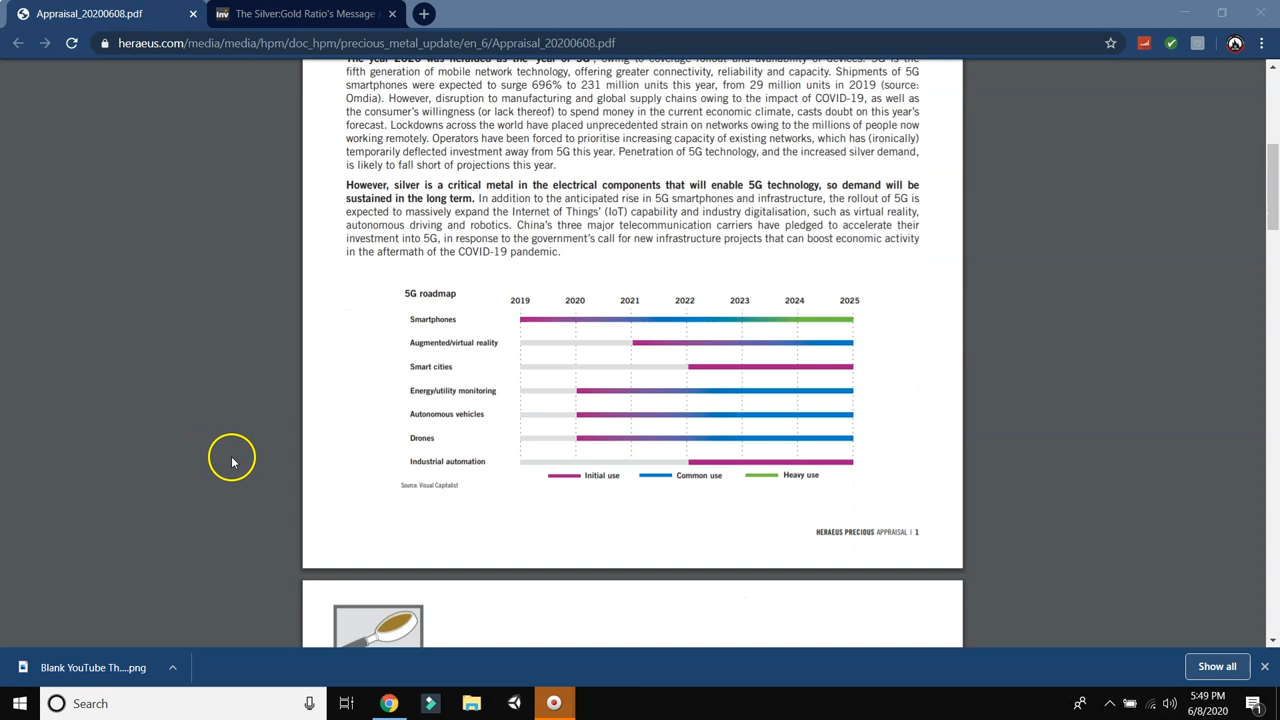 Appraisal_20200608.pdf
Inv
The Silver:Gold Ratio's Message
heraeus.com/media/media/hpm/doc_hpm/precious_metal_update/en_6/Appraisal_20200608.pdf
fifth generation of mobile network technology, offering greater connectivity, reliability and capacity. Shipments of 5G
smartphones were expected to surge 696% to 231 million units this year, from 29 million units in 2019 (source:
Omdia). However, disruption to manufacturing and global supply chains owing to the impact of COVID-19, as well as
the consumer's willingness (or lack thereof) to spend money in the current economic climate, casts doubt on this year's
forecast. Lockdowns across the world have placed unprecedented strain on networks owing to the millions of people now
working remotely. Operators have been forced to prioritise increasing capacity of existing networks, which has (ironically)
temporarily deflected investment away from 5G this year. Penetration of 5G technology, and the increased silver demand,
is likely to fall short of projections this year.
However, silver is a critical metal in the electrical components that will enable 5G technology, so demand will be
sustained in the long term. In addition to the anticipated rise in 5G smartphones and infrastructure, the rollout of 5G is
expected to massively expand the Internet of Things' (IoT) capability and industry digitalisation, such as virtual reality,
autonomous driving and robotics. China's three major telecommunication carriers have pledged to accelerate their
investment into 5G, in response to the government's call for new infrastructure projects that can boost economic activity
in the aftermath of the COVID-19 pandemic.
5G roadmap
2019 2020 2021 2022 2023 2024 2025
Smartphones
Augmented/virtual reality
Smart cities
Energy/utility monitoring
Autonomous vehicles
Drones
Industrial automation
Initial use Common use Heavy use
Source: Visual Capitalist
HERAEUS PRECIOUS APPRAISAL | 1
Blank YouTube Th....png
Show all
Search
5:49 PM
6/8/2020